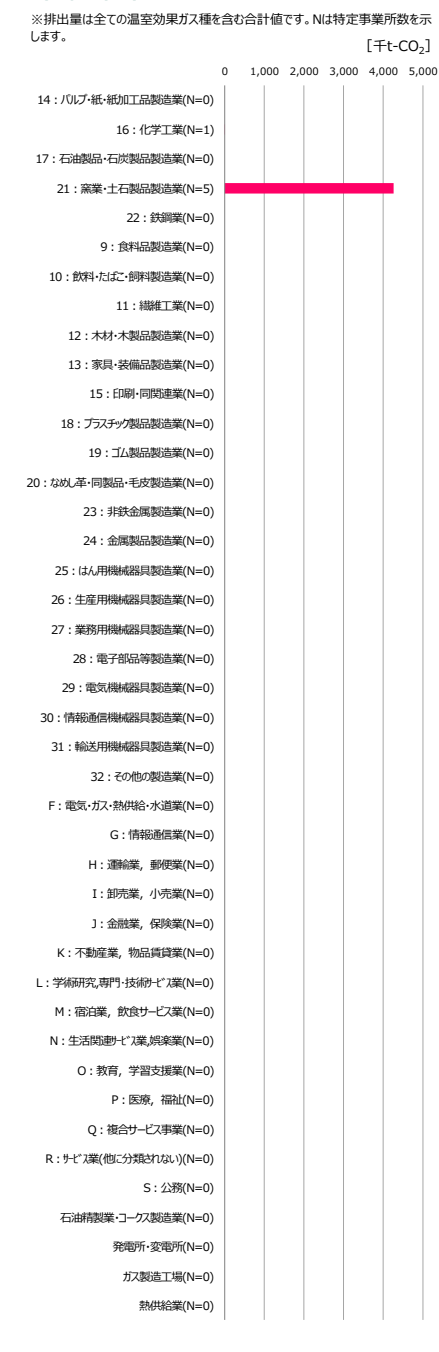 ※排出量は全ての温室効果ガス種を含む合計値です。Nは特定事業所数を示
します。
[千t-CO₂]
0 1,000 2,000 3,000 4,000 5,000
14：パルプ・紙・紙加工品製造業(N=0)
16：化学工業(N=1)
17：石油製品・石炭製品製造業(N=0)
21：窯業・土石製品製造業(N=5)
22：鉄鋼業(N=0)
9：食料品製造業(N=0)
10：飲料・たばこ・飼料製造業(N=0)
11：繊維工業(N=0)
12：木材・木製品製造業(N=0)
13：家具・装備品製造業(N=0)
15：印刷・同関連業(N=0)
18：プラスチック製品製造業(N=0)
19：ゴム製品製造業(N=0)
20：なめし革・同製品・毛皮製造業(N=0)
23：非鉄金属製造業(N=0)
24：金属製品製造業(N=0)
25：はん用機械器具製造業(N=0)
26：生産用機械器具製造業(N=0)
27：業務用機械器具製造業(N=0)
28：電子部品等製造業(N=0)
29：電気機械器具製造業(N=0)
30：情報通信機械器具製造業(N=0)
31：輸送用機械器具製造業(N=0)
32：その他の製造業(N=0)
F：電気・ガス・熱供給・水道業(N=0)
G：情報通信業(N=0)
H：運輸業，郵便業(N=0)
I：卸売業，小売業(N=0)
J：金融業，保険業(N=0)
K：不動産業，物品賃貸業(N=0)
L：学術研究,専門・技術ｻｰﾋﾞｽ業(N=0)
M：宿泊業，飲食サービス業(N=0)
N：生活関連ｻｰﾋﾞｽ業,娯楽業(N=0)
O：教育，学習支援業(N=0)
P：医療，福祉(N=0)
Q：複合サービス事業(N=0)
R：ｻｰﾋﾞｽ業(他に分類されない)(N=0)
S：公務(N=0)
石油精製業・コークス製造業(N=0)
発電所・変電所(N=0)
ガス製造工場(N=0)
熱供給業(N=0)